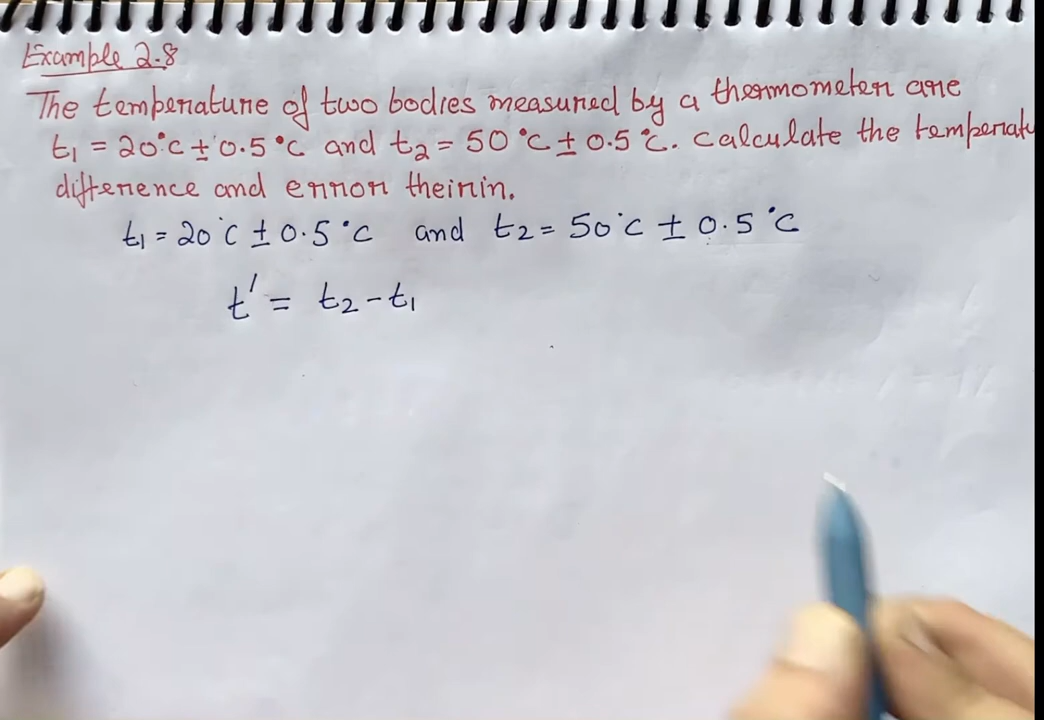 Example 2.8
The temperature of two bodies measured by a thermometer are
t₁ = 20°C ± 0.5 °C and t₂ = 50 °C ± 0.5 °C. Calculate the temperatu
difference and error theirin.
t₁ = 20°C ± 0.5 °C and t₂ = 50°C ± 0.5 °C
t' = t₂ - t₁